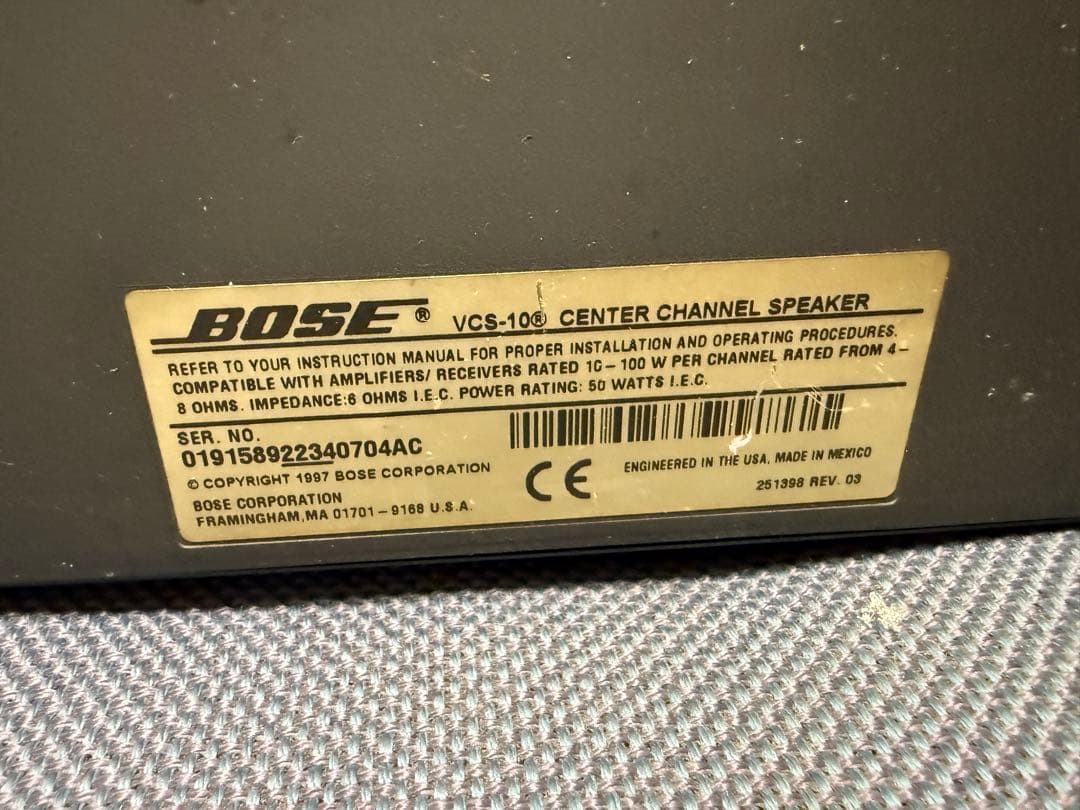 BOSE® VCS-10® CENTER CHANNEL SPEAKER
REFER TO YOUR INSTRUCTION MANUAL FOR PROPER INSTALLATION AND OPERATING PROCEDURES.
COMPATIBLE WITH AMPLIFIERS/ RECEIVERS RATED 10-100 W PER CHANNEL RATED FROM 4-
8 OHMS. IMPEDANCE:6 OHMS I.E.C. POWER RATING: 50 WATTS I.E.C.
SER. NO.
019158922340704AC
© COPYRIGHT 1997 BOSE CORPORATION
BOSE CORPORATION
FRAMINGHAM,MA 01701-9168 U.S.A.
CE
ENGINEERED IN THE USA, MADE IN MEXICO
251398 REV. 03